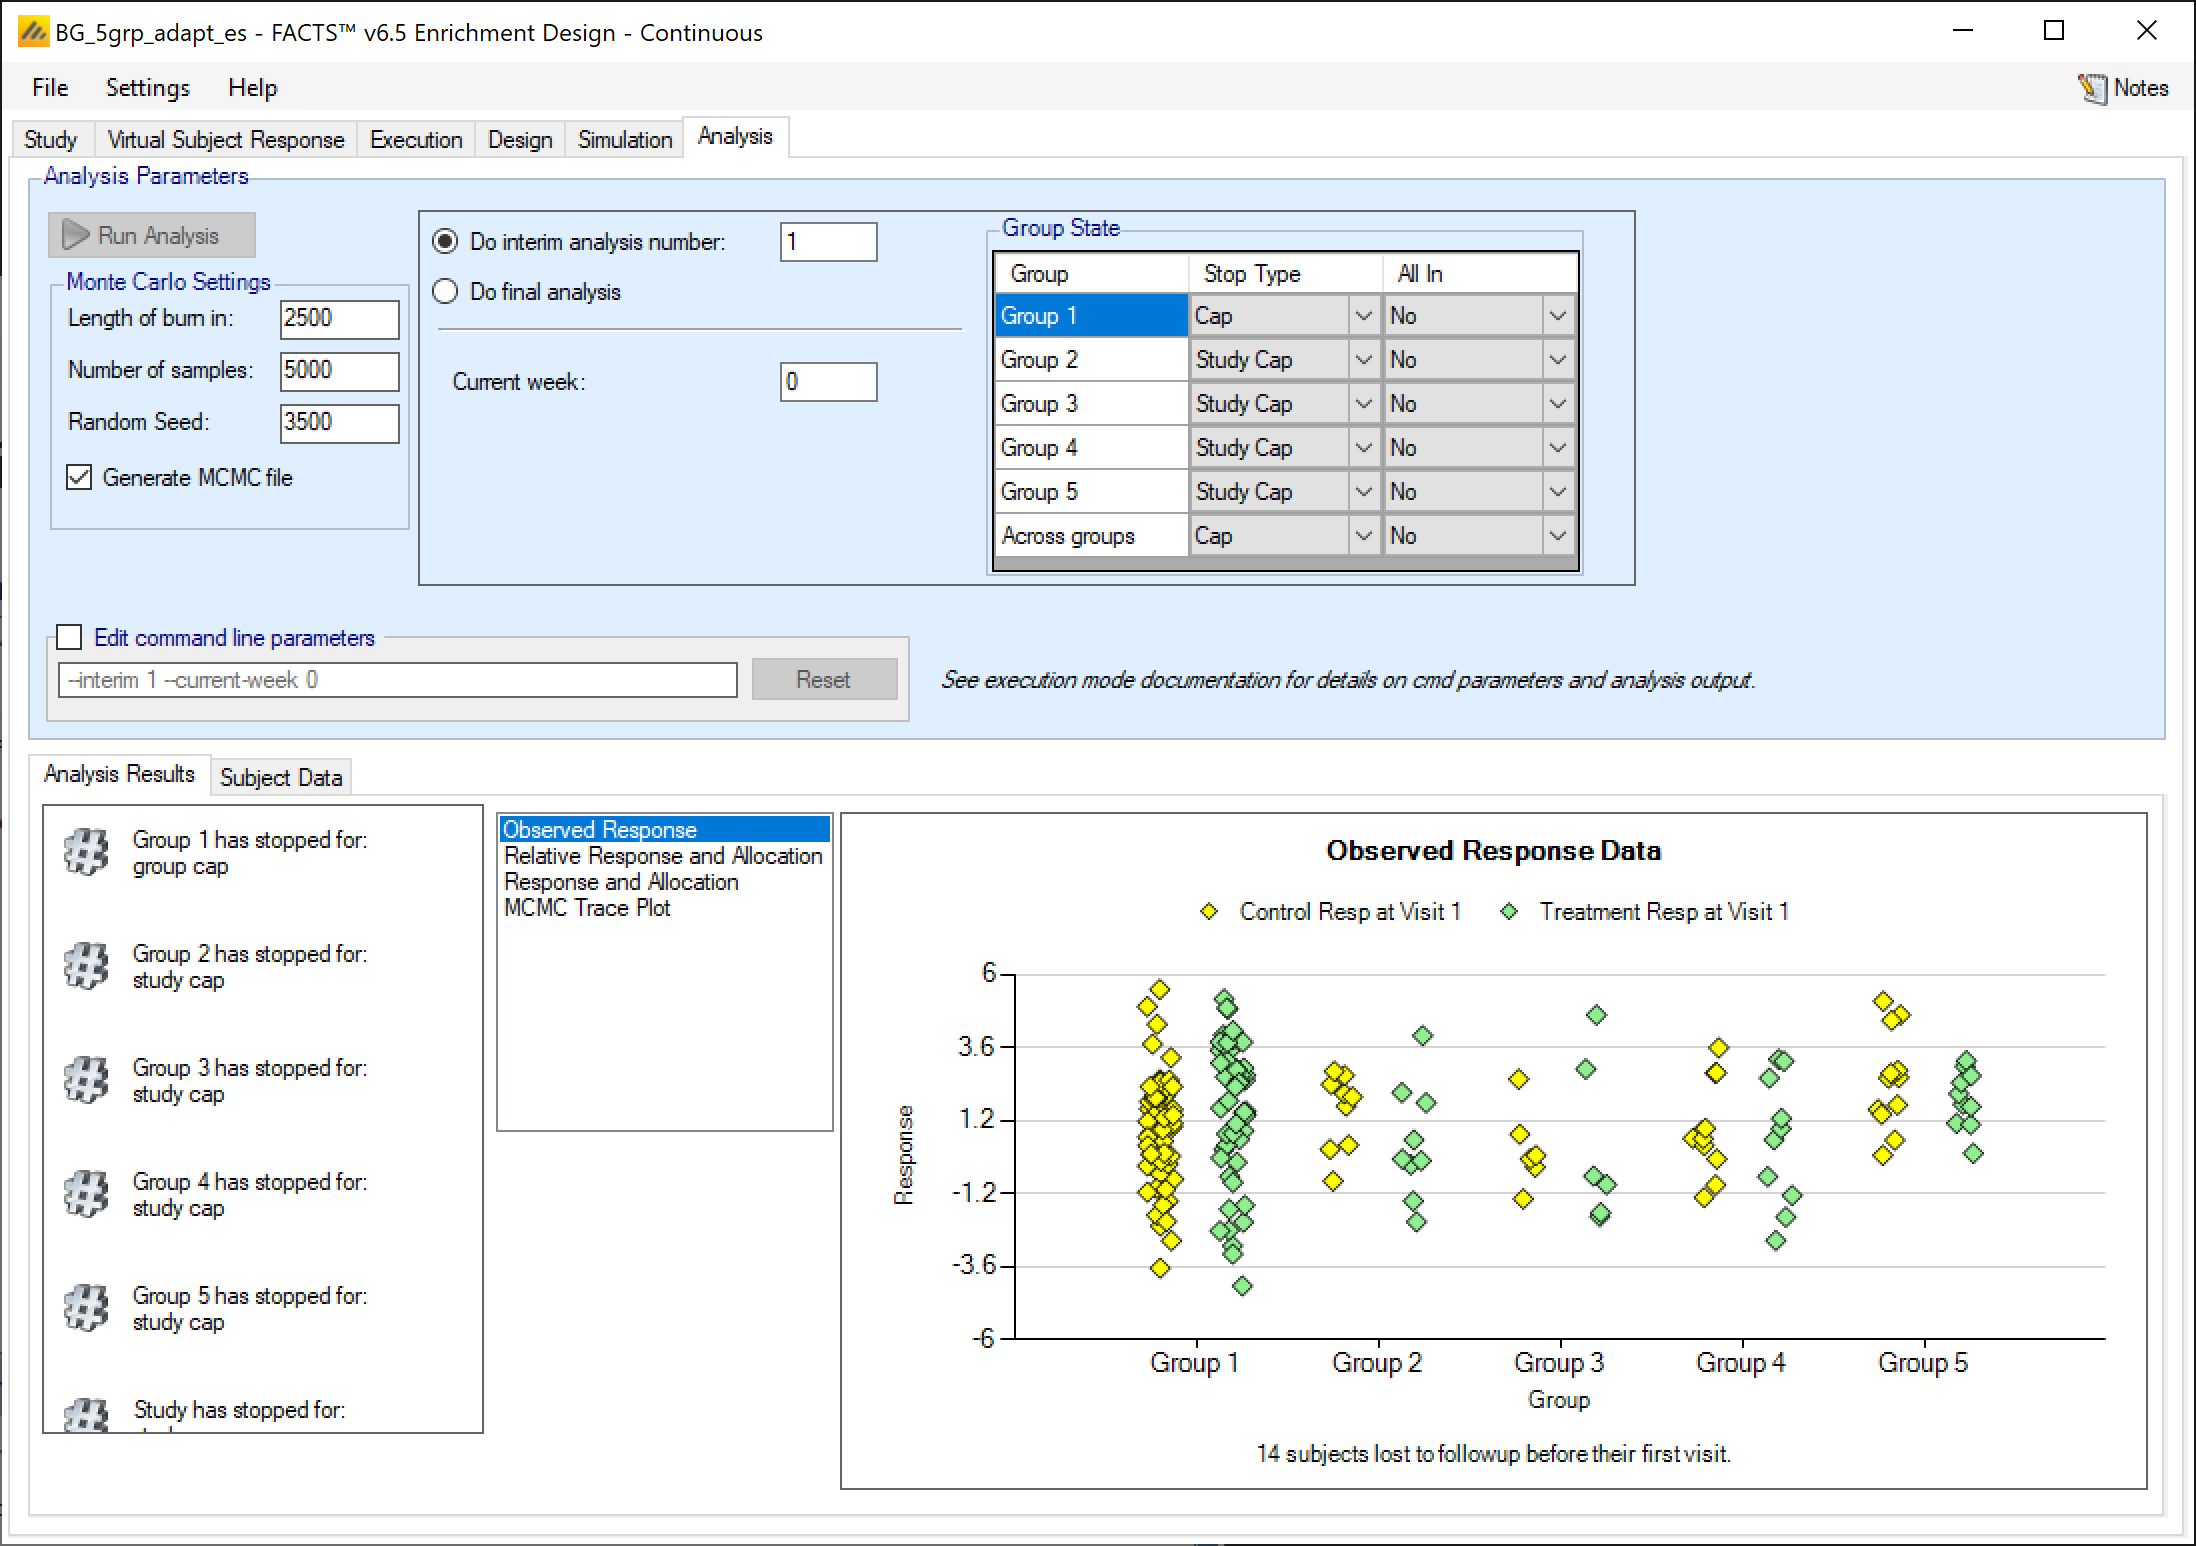 BG_5grp_adapt_es - FACTS™ v6.5 Enrichment Design - Continuous
File Settings Help Notes
Study Virtual Subject Response Execution Design Simulation Analysis
Analysis Parameters
Run Analysis
Monte Carlo Settings
Length of burn in: 2500
Number of samples: 5000
Random Seed: 3500
Generate MCMC file
Do interim analysis number: 1
Do final analysis
Current week: 0
Group State
Group Stop Type All In
Group 1 Cap No
Group 2 Study Cap No
Group 3 Study Cap No
Group 4 Study Cap No
Group 5 Study Cap No
Across groups Cap No
Edit command line parameters
--interim 1 --current-week 0 Reset
See execution mode documentation for details on cmd parameters and analysis output.
Analysis Results Subject Data
Group 1 has stopped for:
group cap
Group 2 has stopped for:
study cap
Group 3 has stopped for:
study cap
Group 4 has stopped for:
study cap
Group 5 has stopped for:
study cap
Study has stopped for:
Observed Response
Relative Response and Allocation
Response and Allocation
MCMC Trace Plot
Observed Response Data
Control Resp at Visit 1 Treatment Resp at Visit 1
6
3.6
1.2
-1.2
-3.6
-6
Response
Group 1 Group 2 Group 3 Group 4 Group 5
Group
14 subjects lost to followup before their first visit.